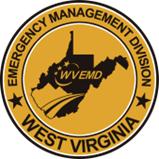 EMERGENCY MANAGEMENT DIVISION
WVEMD
WEST VIRGINIA